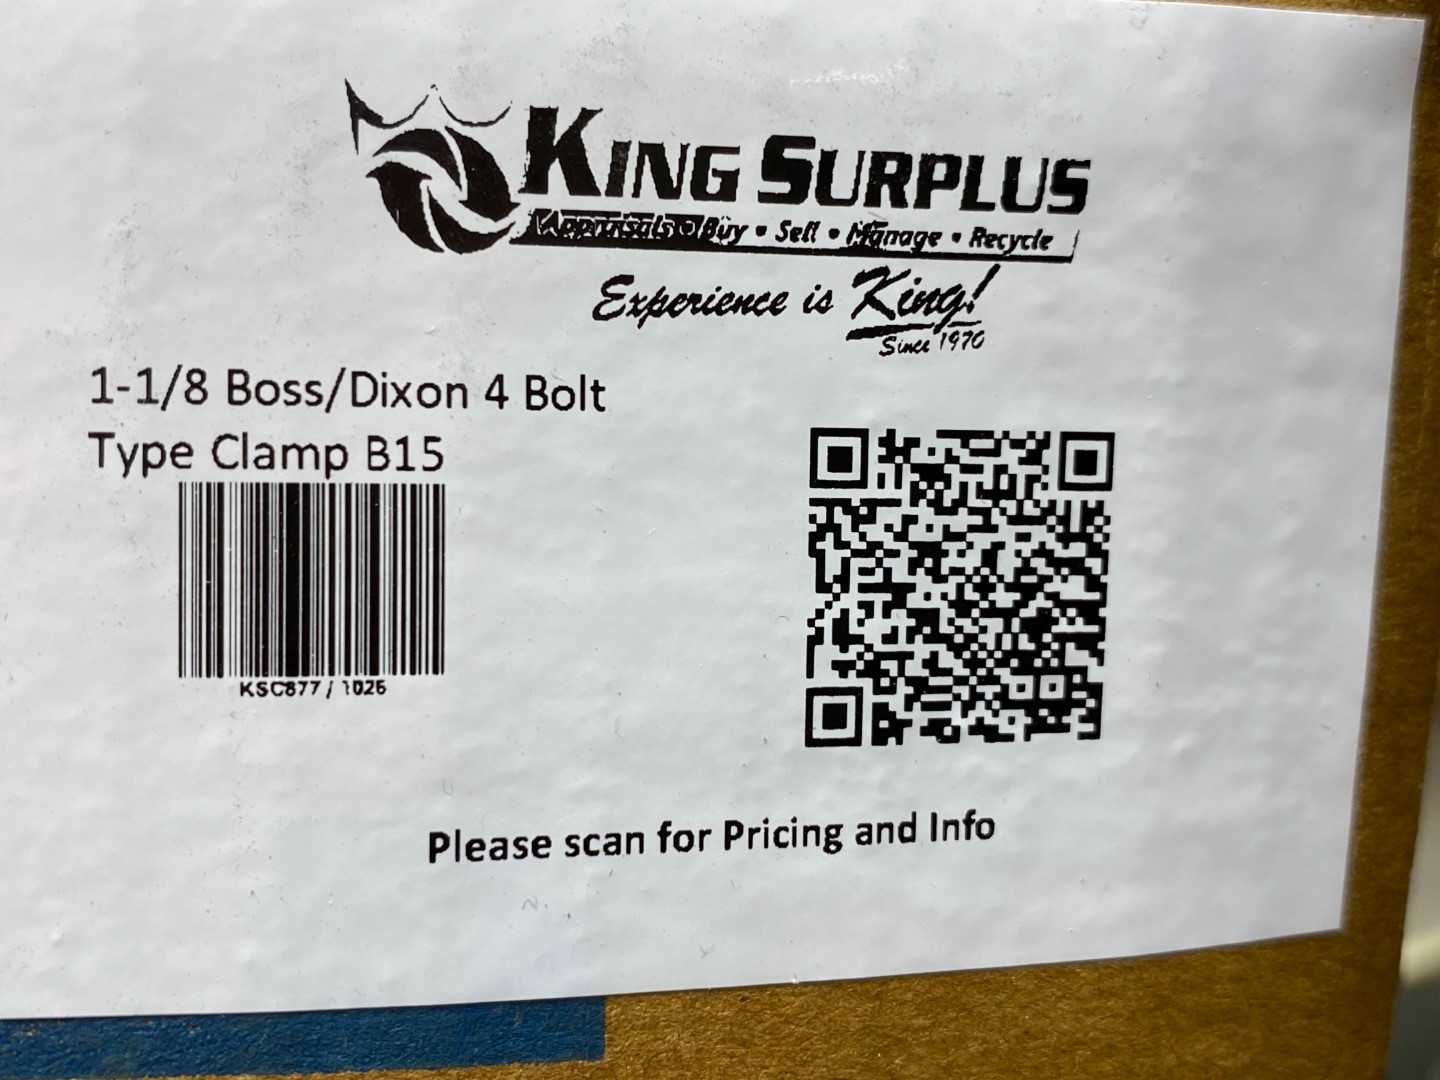 KING SURPLUS
Appraisals • Buy • Sell • Manage • Recycle
Experience is King!
Since 1970
1-1/8 Boss/Dixon 4 Bolt
Type Clamp B15
KSC877 / 1026
Please scan for Pricing and Info